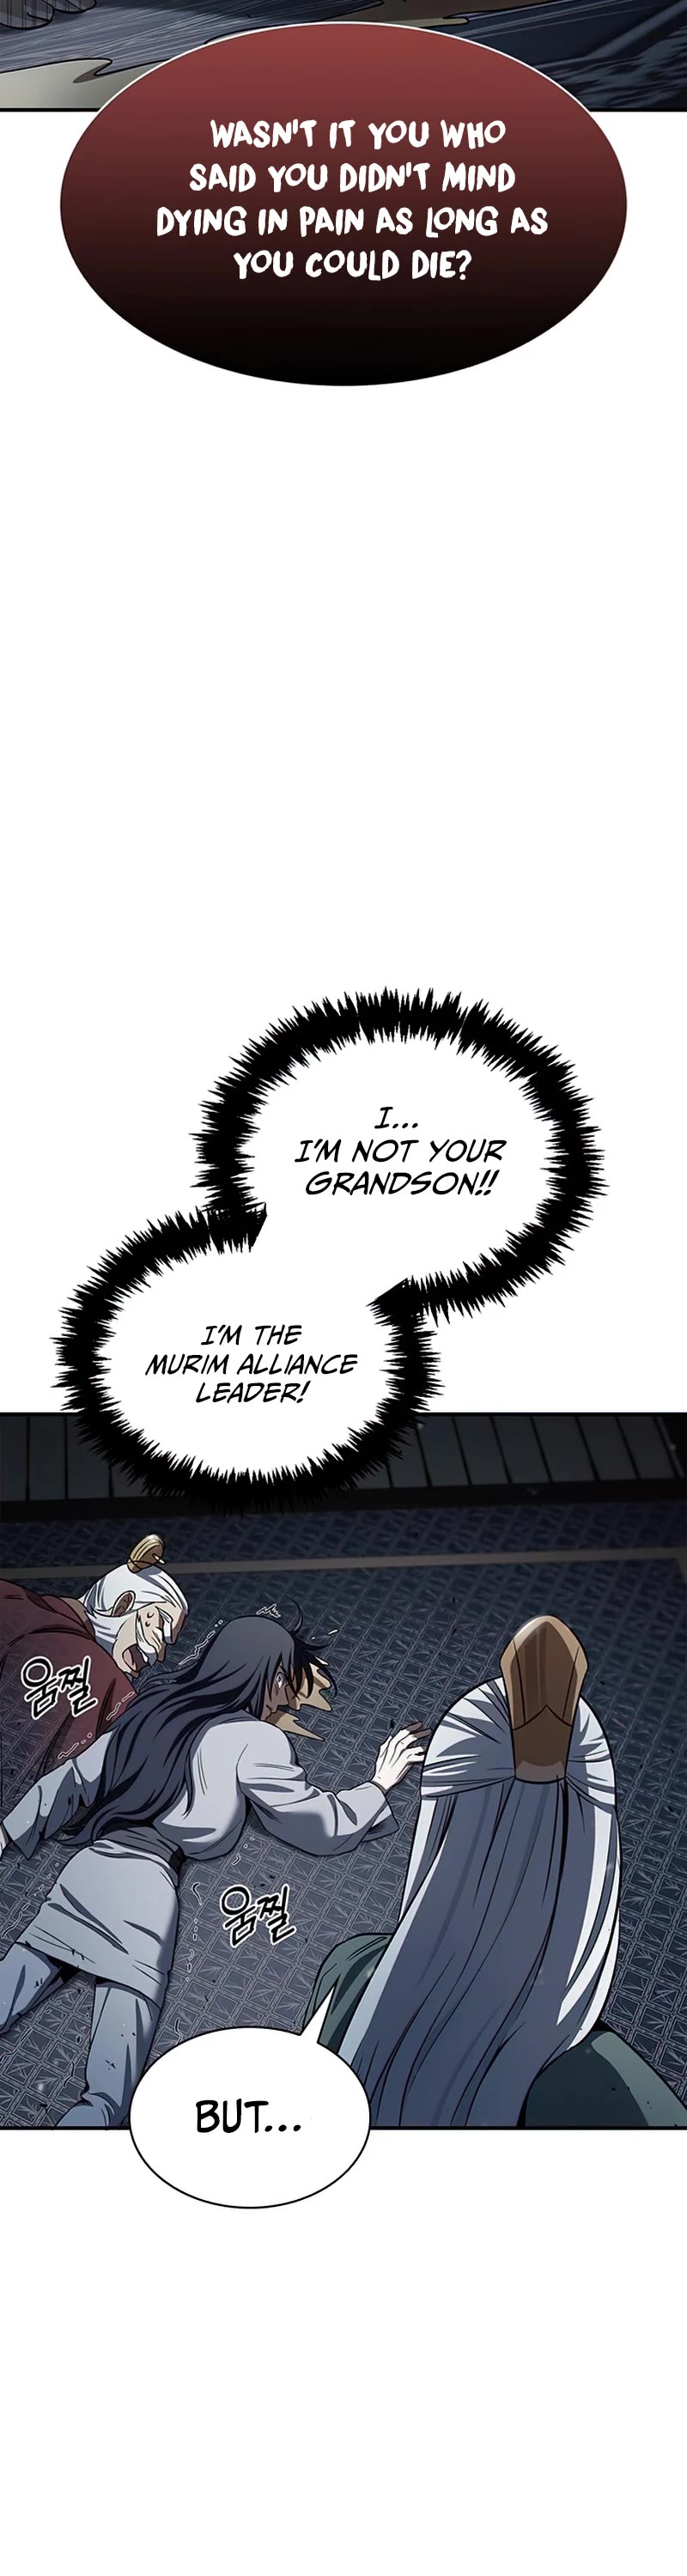 WASN'T IT YOU WHO
SAID YOU DIDN'T MIND
DYING IN PAIN AS LONG AS
YOU COULD DIE?
I...
I'M NOT YOUR
GRANDSON!!
I'M THE
MURIM ALLIANCE
LEADER!
움찔
움찔
BUT...